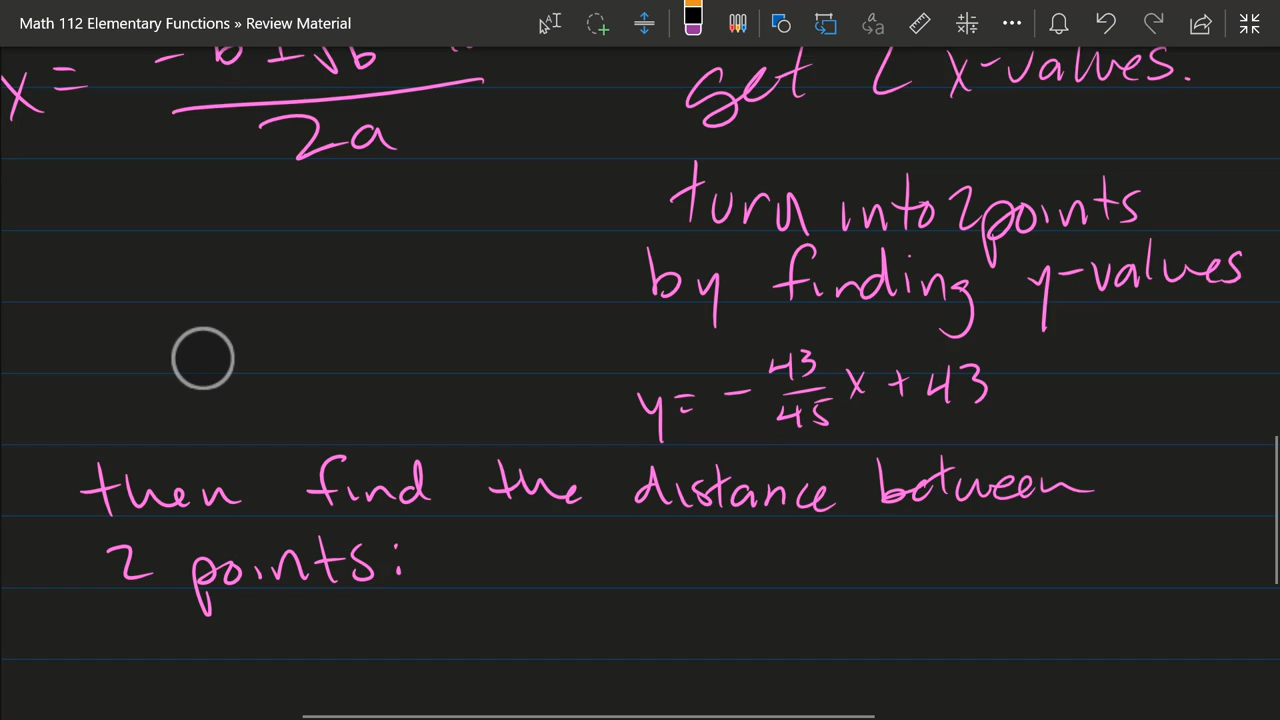 Math 112 Elementary Functions » Review Material
get 2 x-values.
x = -b ± √b
2a
turn into 2 points
by finding y-values
y = - 43/45 x + 43
then find the distance between
2 points: